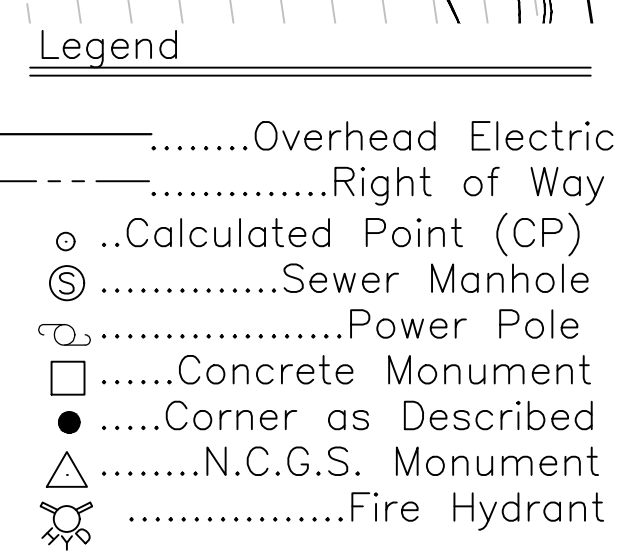 Legend
........Overhead Electric
..............Right of Way
..Calculated Point (CP)
S ..............Sewer Manhole
...................Power Pole
......Concrete Monument
.....Corner as Described
........N.C.G.S. Monument
HYD .................Fire Hydrant